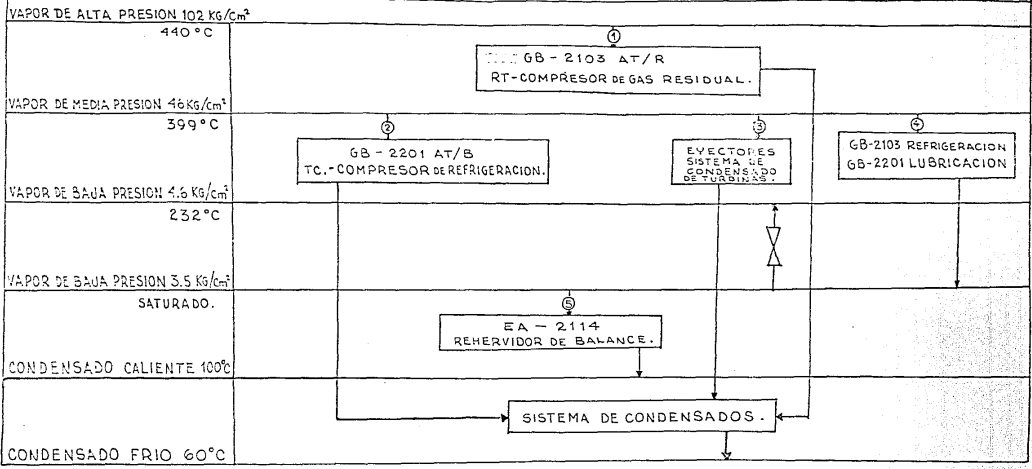 VAPOR DE ALTA PRESION 102 KG/Cm²
440°C
①
GB - 2103 AT/R
RT-COMPRESOR DE GAS RESIDUAL.
VAPOR DE MEDIA PRESION 46 KG/Cm²
399°C
②
GB - 2201 AT/B
TC.-COMPRESOR DE REFRIGERACION.
③
EYECTORES
SISTEMA DE
CONDENSADO
DE TURBINAS.
④
GB-2103 REFRIGERACION
GB-2201 LUBRICACION
VAPOR DE BAJA PRESION 4.6 KG/Cm²
232°C
VAPOR DE BAJA PRESION 3.5 KG/Cm²
SATURADO.
⑤
EA - 2114
REHERVIDOR DE BALANCE.
CONDENSADO CALIENTE 100°C
SISTEMA DE CONDENSADOS.
CONDENSADO FRIO 60°C